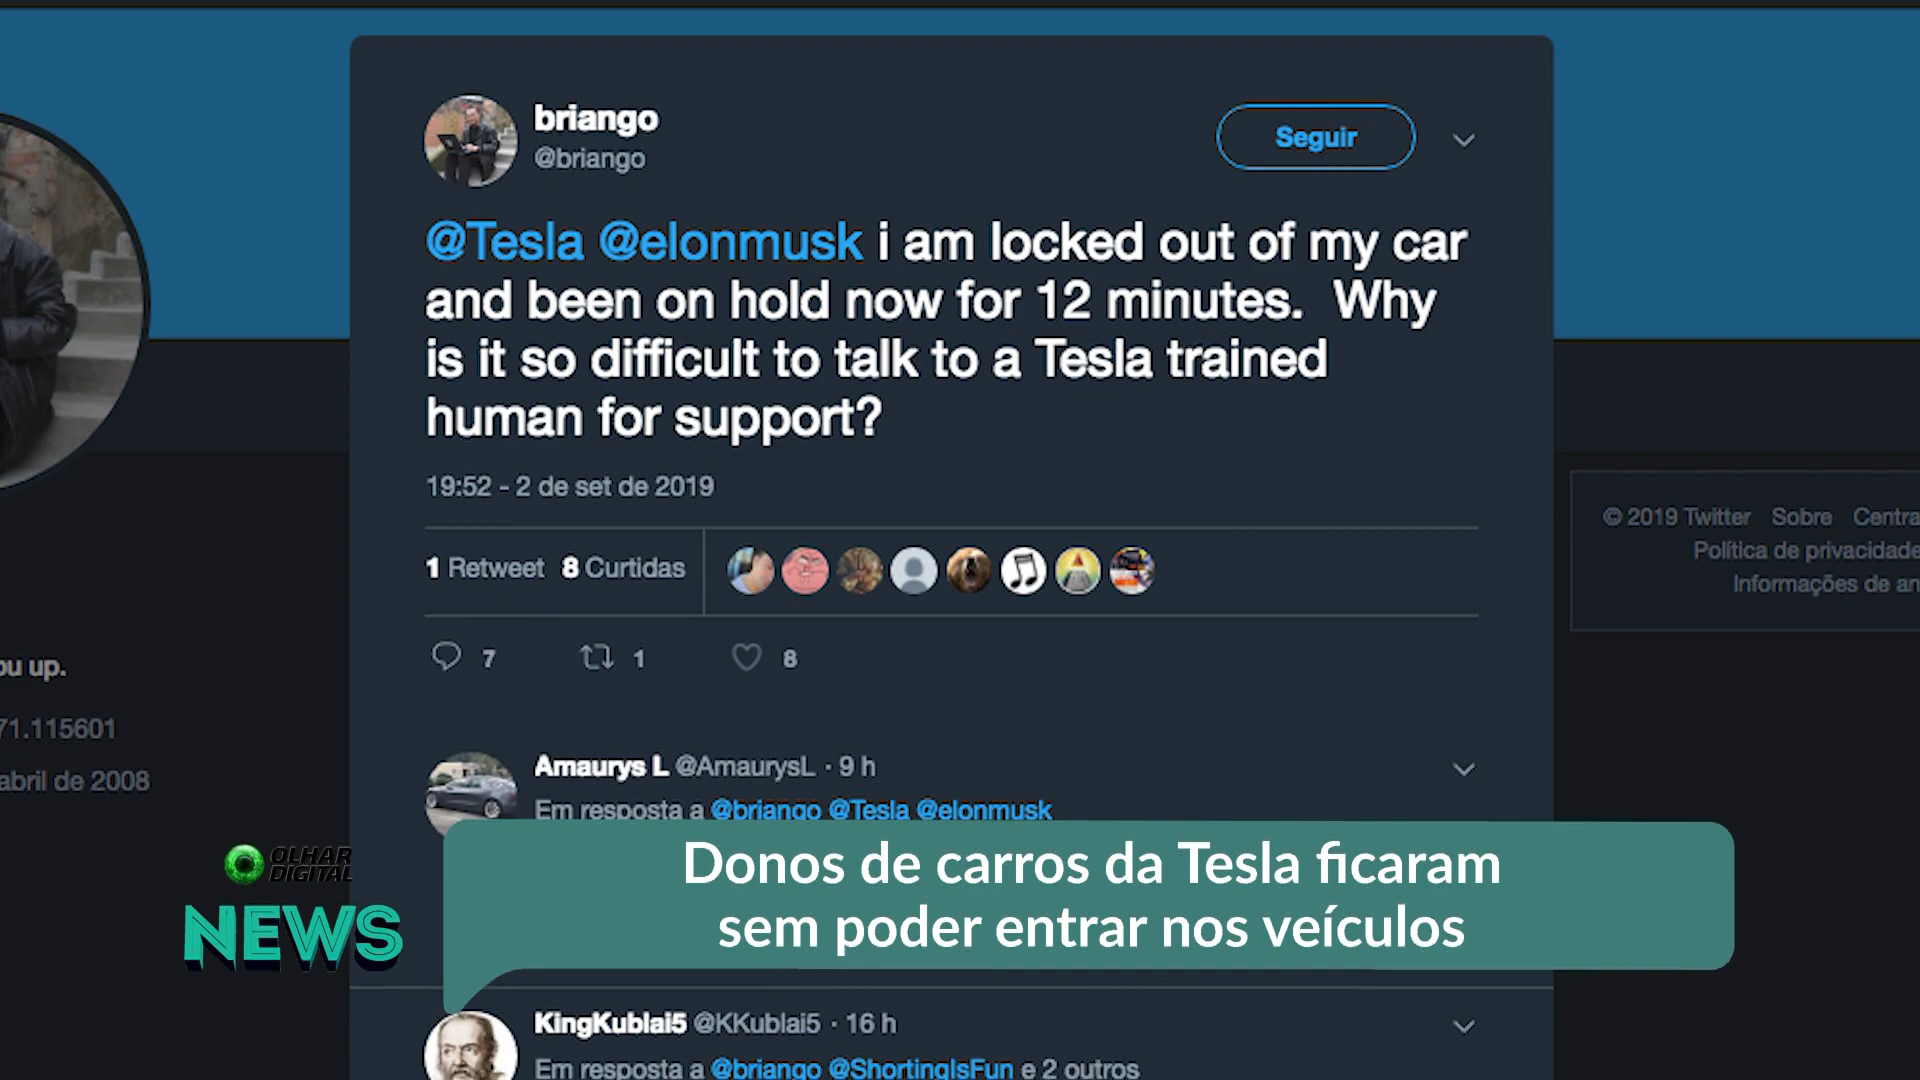 briango
@briango
Seguir
@Tesla @elonmusk i am locked out of my car
and been on hold now for 12 minutes. Why
is it so difficult to talk to a Tesla trained
human for support?
19:52 - 2 de set de 2019
1 Retweet 8 Curtidas
7 1 8
© 2019 Twitter Sobre Centra
Política de privacidade
Informações de an
ou up.
71.115601
abril de 2008
Amaurys L @AmaurysL · 9 h
Em resposta a @briango @Tesla @elonmusk
OLHAR
DIGITAL
NEWS
Donos de carros da Tesla ficaram
sem poder entrar nos veículos
KingKublai5 @KKublai5 · 16 h
Em resposta a @briango @ShortingIsFun e 2 outros